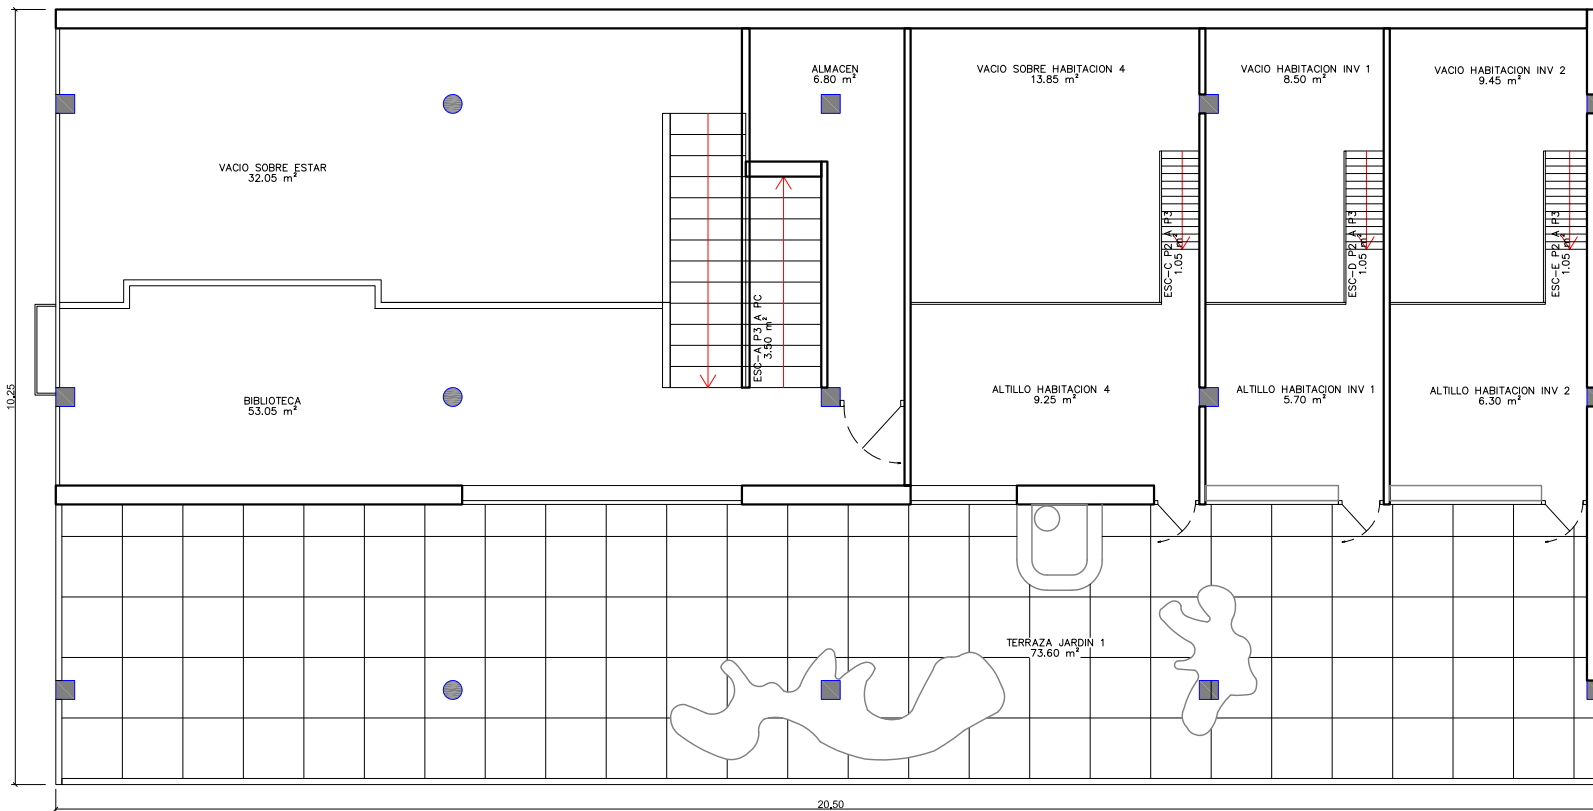 ALMACEN
6.80 m²
VACIO SOBRE HABITACION 4
13.85 m²
VACIO HABITACION INV 1
8.50 m²
VACIO HABITACION INV 2
9.45 m²
VACIO SOBRE ESTAR
32.05 m²
ESC-C P2 A P3
1.05 m²
ESC-D P2 A P3
1.05 m²
ESC-E P2 A P3
1.05 m²
ESC-A P3 A PC
3.50 m²
BIBLIOTECA
53.05 m²
ALTILLO HABITACION 4
9.25 m²
ALTILLO HABITACION INV 1
5.70 m²
ALTILLO HABITACION INV 2
6.30 m²
10,25
TERRAZA JARDIN 1
73.60 m²
20,50